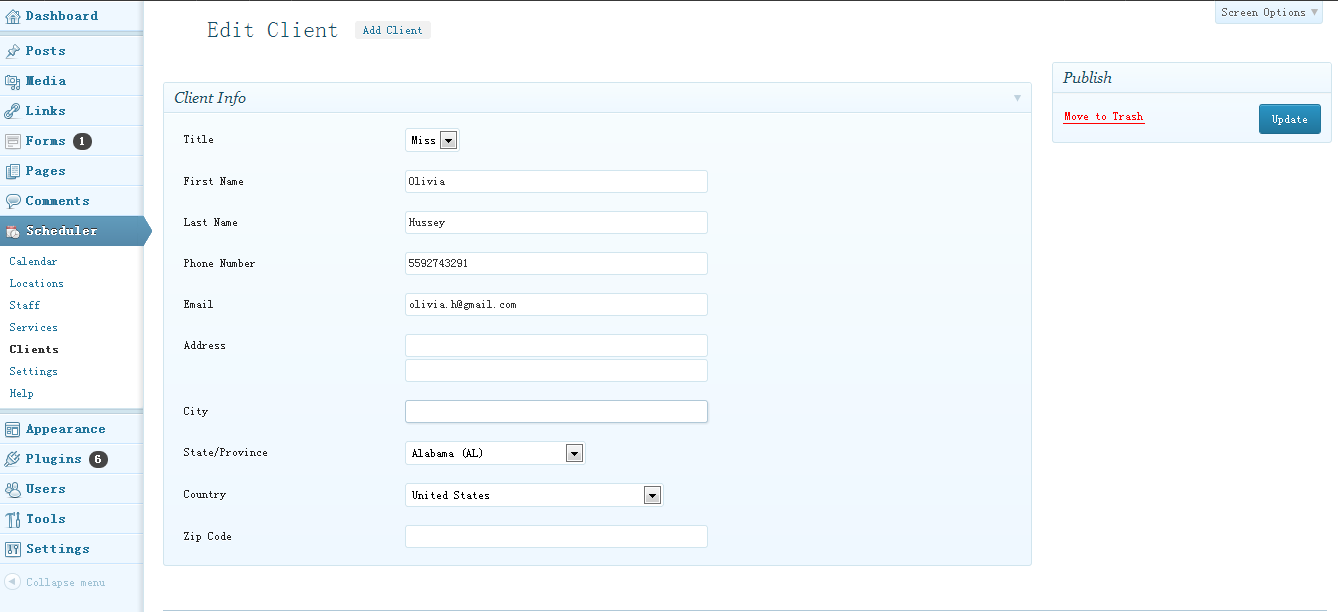 Dashboard
Posts
Media
Links
Forms 1
Pages
Comments
Scheduler
Calendar
Locations
Staff
Services
Clients
Settings
Help
Appearance
Plugins 6
Users
Tools
Settings
Collapse menu
Screen Options
Edit Client Add Client
Client Info
Title Miss
First Name Olivia
Last Name Hussey
Phone Number 5592743291
Email olivia.h@gmail.com
Address
City
State/Province Alabama (AL)
Country United States
Zip Code
Publish
Move to Trash Update